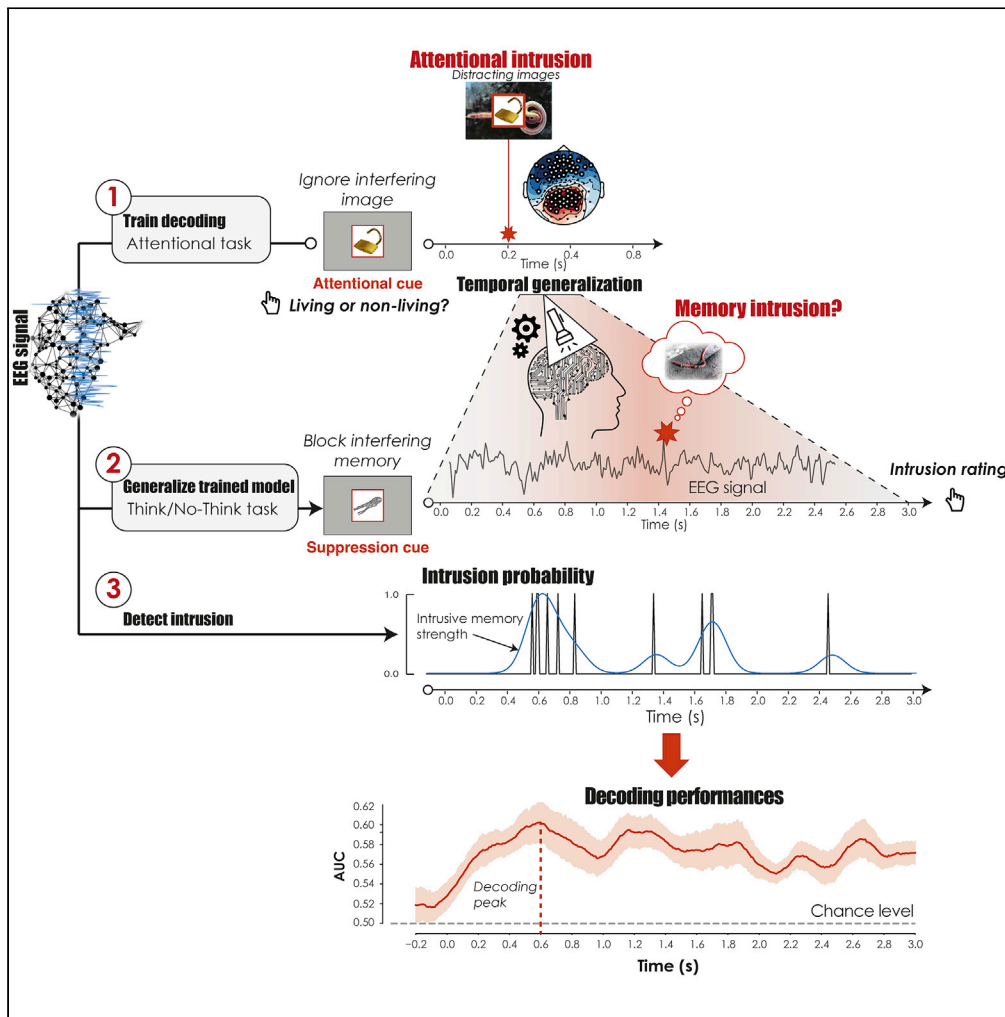 Attentional intrusion
Distracting images
EEG signal
1
Train decoding
Attentional task
Ignore interfering
image
Attentional cue
Living or non-living?
0.0 0.2 0.4 0.8
Time (s)
Temporal generalization
Memory intrusion?
2
Generalize trained model
Think/No-Think task
Block interfering
memory
Suppression cue
EEG signal
Intrusion rating
0.0 0.2 0.4 0.6 0.8 1.0 1.2 1.4 1.6 1.8 2.0 2.2 2.4 2.6 2.8 3.0
Time (s)
3
Detect intrusion
Intrusion probability
1.0
Intrusive memory
strength
0.0
0.0 0.2 0.4 0.6 0.8 1.0 1.2 1.4 1.6 1.8 2.0 2.2 2.4 2.6 2.8 3.0
Time (s)
Decoding performances
AUC
0.62
0.60
0.58
0.56
0.54
0.52
0.50
Decoding
peak
Chance level
−0.2 0.0 0.2 0.4 0.6 0.8 1.0 1.2 1.4 1.6 1.8 2.0 2.2 2.4 2.6 2.8 3.0
Time (s)